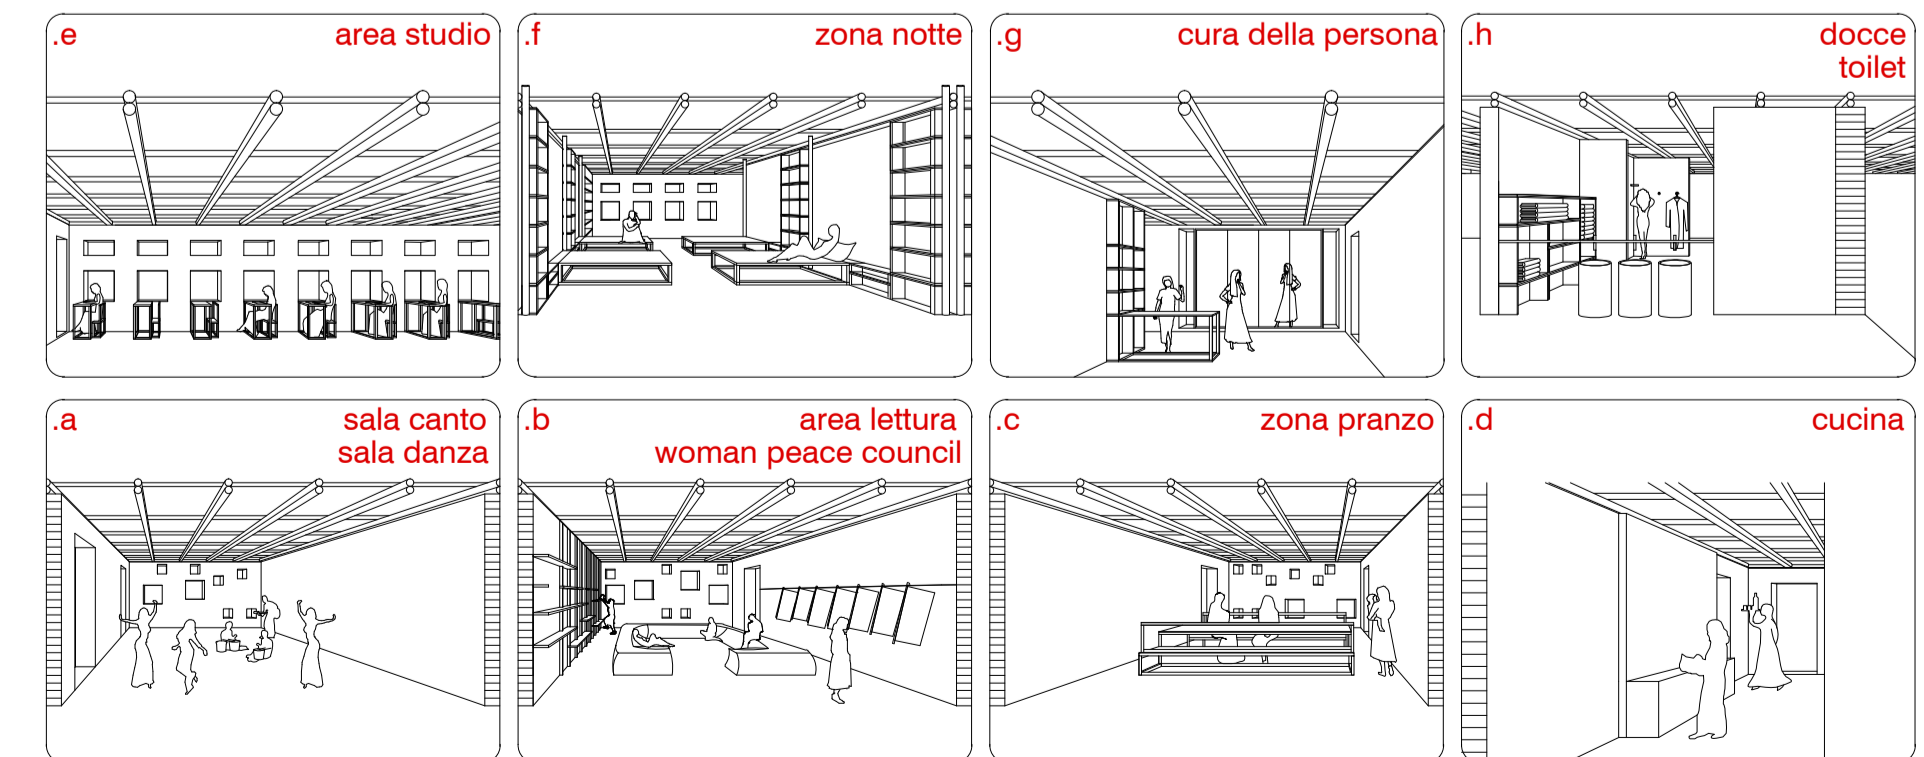 .e
area studio
.f
zona notte
.g
cura della persona
.h
docce
toilet
.a
sala canto
sala danza
.b
area lettura
woman peace council
.c
zona pranzo
.d
cucina